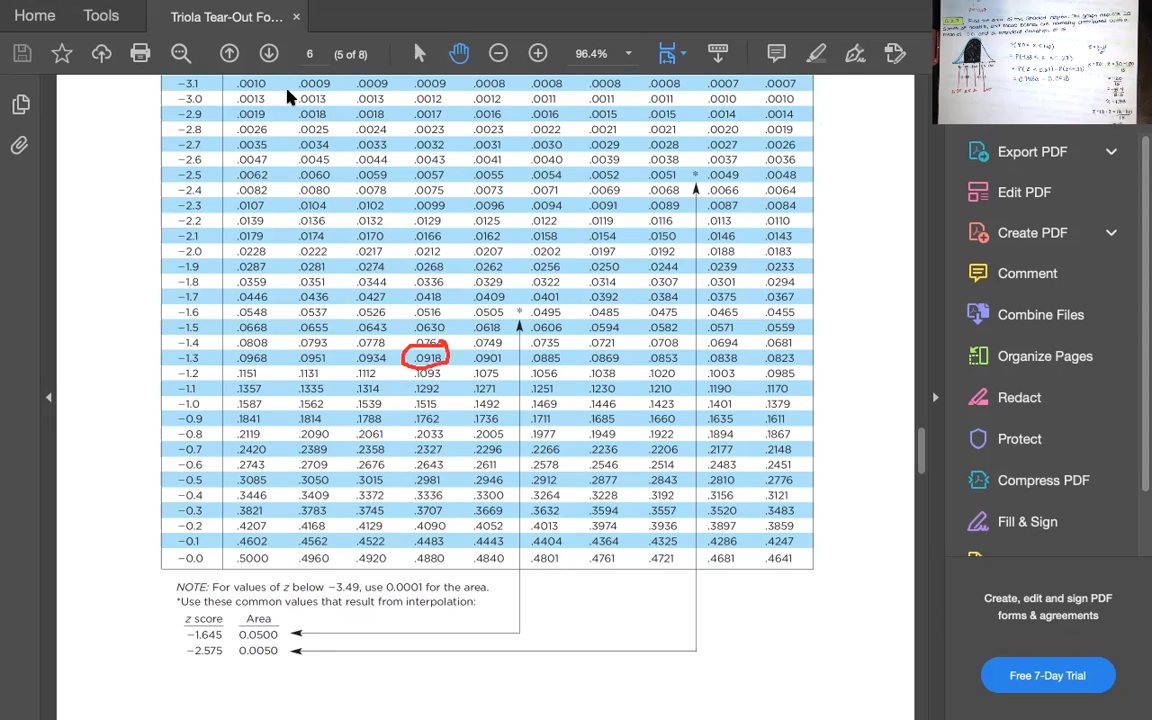 Home Tools Triola Tear-Out Fo... ×
6 (5 of 8) 96.4%
−3.1 .0010 .0009 .0009 .0009 .0008 .0008 .0008 .0008 .0007 .0007
−3.0 .0013 .0013 .0013 .0012 .0012 .0011 .0011 .0011 .0010 .0010
−2.9 .0019 .0018 .0018 .0017 .0016 .0016 .0015 .0015 .0014 .0014
−2.8 .0026 .0025 .0024 .0023 .0023 .0022 .0021 .0021 .0020 .0019
−2.7 .0035 .0034 .0033 .0032 .0031 .0030 .0029 .0028 .0027 .0026
−2.6 .0047 .0045 .0044 .0043 .0041 .0040 .0039 .0038 .0037 .0036
−2.5 .0062 .0060 .0059 .0057 .0055 .0054 .0052 .0051 * .0049 .0048
−2.4 .0082 .0080 .0078 .0075 .0073 .0071 .0069 .0068 .0066 .0064
−2.3 .0107 .0104 .0102 .0099 .0096 .0094 .0091 .0089 .0087 .0084
−2.2 .0139 .0136 .0132 .0129 .0125 .0122 .0119 .0116 .0113 .0110
−2.1 .0179 .0174 .0170 .0166 .0162 .0158 .0154 .0150 .0146 .0143
−2.0 .0228 .0222 .0217 .0212 .0207 .0202 .0197 .0192 .0188 .0183
−1.9 .0287 .0281 .0274 .0268 .0262 .0256 .0250 .0244 .0239 .0233
−1.8 .0359 .0351 .0344 .0336 .0329 .0322 .0314 .0307 .0301 .0294
−1.7 .0446 .0436 .0427 .0418 .0409 .0401 .0392 .0384 .0375 .0367
−1.6 .0548 .0537 .0526 .0516 .0505 * .0495 .0485 .0475 .0465 .0455
−1.5 .0668 .0655 .0643 .0630 .0618 .0606 .0594 .0582 .0571 .0559
−1.4 .0808 .0793 .0778 .0749 .0735 .0721 .0708 .0694 .0681
−1.3 .0968 .0951 .0934 .0918 .0901 .0885 .0869 .0853 .0838 .0823
−1.2 .1151 .1131 .1112 .1093 .1075 .1056 .1038 .1020 .1003 .0985
−1.1 .1357 .1335 .1314 .1292 .1271 .1251 .1230 .1210 .1190 .1170
−1.0 .1587 .1562 .1539 .1515 .1492 .1469 .1446 .1423 .1401 .1379
−0.9 .1841 .1814 .1788 .1762 .1736 .1711 .1685 .1660 .1635 .1611
−0.8 .2119 .2090 .2061 .2033 .2005 .1977 .1949 .1922 .1894 .1867
−0.7 .2420 .2389 .2358 .2327 .2296 .2266 .2236 .2206 .2177 .2148
−0.6 .2743 .2709 .2676 .2643 .2611 .2578 .2546 .2514 .2483 .2451
−0.5 .3085 .3050 .3015 .2981 .2946 .2912 .2877 .2843 .2810 .2776
−0.4 .3446 .3409 .3372 .3336 .3300 .3264 .3228 .3192 .3156 .3121
−0.3 .3821 .3783 .3745 .3707 .3669 .3632 .3594 .3557 .3520 .3483
−0.2 .4207 .4168 .4129 .4090 .4052 .4013 .3974 .3936 .3897 .3859
−0.1 .4602 .4562 .4522 .4483 .4443 .4404 .4364 .4325 .4286 .4247
−0.0 .5000 .4960 .4920 .4880 .4840 .4801 .4761 .4721 .4681 .4641
NOTE: For values of z below −3.49, use 0.0001 for the area.
*Use these common values that result from interpolation:
z score Area
−1.645 0.0500
−2.575 0.0050
Export PDF
Edit PDF
Create PDF
Comment
Combine Files
Organize Pages
Redact
Protect
Compress PDF
Fill & Sign
Create, edit and sign PDF
forms & agreements
Free 7-Day Trial